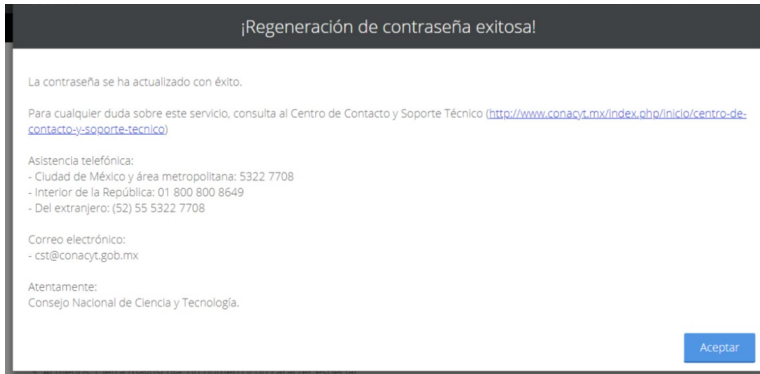 ¡Regeneración de contraseña exitosa!
La contraseña se ha actualizado con éxito.
Para cualquier duda sobre este servicio, consulta al Centro de Contacto y Soporte Técnico (http://www.conacyt.mx/index.php/inicio/centro-de-
contacto-y-soporte-tecnico)
Asistencia telefónica:
- Ciudad de México y área metropolitana: 5322 7708
- Interior de la República: 01 800 800 8649
- Del extranjero: (52) 55 5322 7708
Correo electrónico:
- cst@conacyt.gob.mx
Atentamente:
Consejo Nacional de Ciencia y Tecnología.
Aceptar